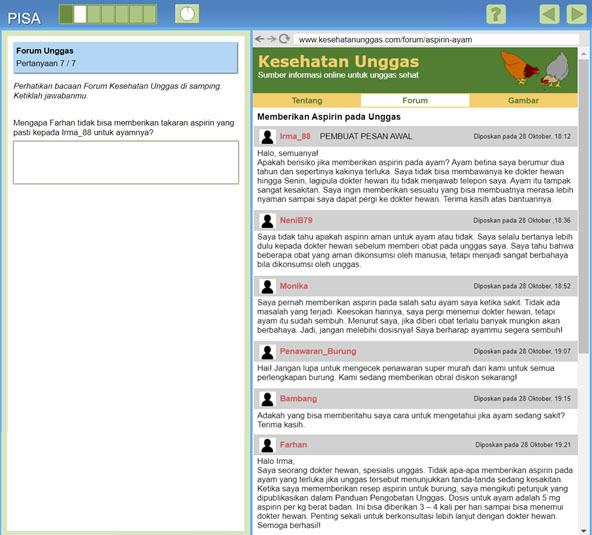 PISA
?
Forum Unggas
Pertanyaan 7 / 7
Perhatikan bacaan Forum Kesehatan Unggas di samping.
Ketiklah jawabanmu.
Mengapa Farhan tidak bisa memberikan takaran aspirin yang
pasti kepada Irma_88 untuk ayamnya?
www.kesehatanunggas.com/forum/aspirin-ayam
Kesehatan Unggas
Sumber informasi online untuk unggas sehat
Tentang Forum Gambar
Memberikan Aspirin pada Unggas
Irma_88 PEMBUAT PESAN AWAL Diposkan pada 28 Oktober, 18:12
Halo, semuanya!
Apakah berisiko jika memberikan aspirin pada ayam? Ayam betina saya berumur dua
tahun dan sepertinya kakinya terluka. Saya tidak bisa membawanya ke dokter hewan
hingga Senin, lagipula dokter hewan itu tidak menjawab telepon saya. Ayam itu tampak
sangat kesakitan. Saya ingin memberikan sesuatu yang bisa membuatnya merasa lebih
nyaman sampai saya dapat pergi ke dokter hewan. Terima kasih atas bantuannya.
NeniB79 Diposkan pada 28 Oktober ,18:36
Saya tidak tahu apakah aspirin aman untuk ayam atau tidak. Saya selalu bertanya lebih
dulu kepada dokter hewan sebelum memberi obat pada unggas saya. Saya tahu bahwa
beberapa obat yang aman dikonsumsi oleh manusia, tetapi menjadi sangat berbahaya
bila dikonsumsi oleh unggas.
Monika Diposkan pada 28 Oktober, 18:52
Saya pernah memberikan aspirin pada salah satu ayam saya ketika sakit. Tidak ada
masalah yang terjadi. Keesokan harinya, saya pergi menemui dokter hewan, tetapi
ayam itu sudah sembuh. Menurut saya, jika diberi obat terlalu banyak mungkin akan
berbahaya. Jadi, jangan melebihi dosisnya! Saya berharap ayammu segera sembuh!
Penawaran_Burung Diposkan pada 28 Oktober, 19:07
Hai! Jangan lupa untuk mengecek penawaran super murah dari kami untuk semua
perlengkapan burung. Kami sedang memberikan obral diskon sekarang!
Bambang Diposkan pada 28 Oktober, 19:15
Adakah yang bisa memberitahu saya cara untuk mengetahui jika ayam sedang sakit?
Terima kasih.
Farhan Diposkan pada 28 Oktober 19.21
Halo Irma,
Saya seorang dokter hewan, spesialis unggas. Tidak apa-apa memberikan aspirin pada
ayam yang terluka jika unggas tersebut menunjukkan tanda-tanda sedang kesakitan.
Ketika saya mememberikan resep aspirin untuk burung, saya mengikuti petunjuk yang
dipublikasikan dalam Panduan Pengobatan Unggas. Dosis untuk ayam adalah 5 mg
aspirin per kg berat badan. Ini bisa diberikan 3 – 4 kali per hari sampai bisa menemui
dokter hewan. Penting sekali untuk berkonsultasi lebih lanjut dengan dokter hewan.
Semoga berhasil!